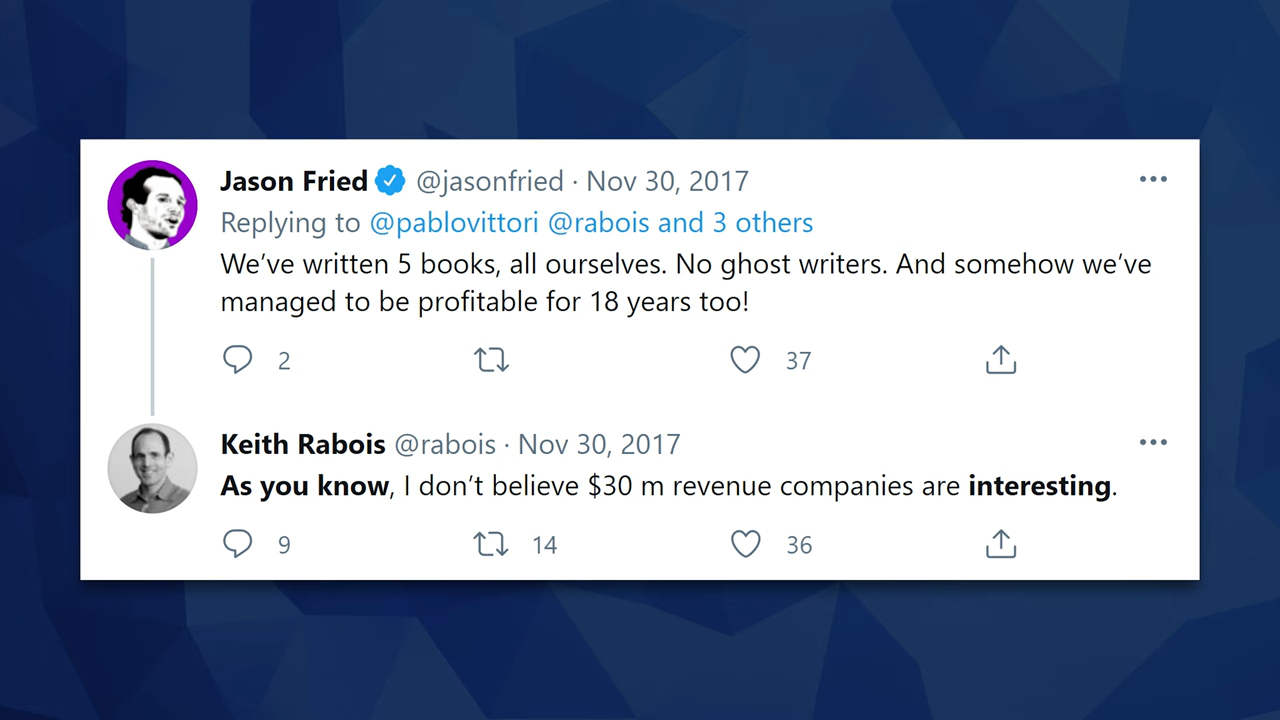 Jason Fried @jasonfried · Nov 30, 2017
Replying to @pablovittori @rabois and 3 others
We’ve written 5 books, all ourselves. No ghost writers. And somehow we’ve
managed to be profitable for 18 years too!
2 37
Keith Rabois @rabois · Nov 30, 2017
As you know, I don’t believe $30 m revenue companies are interesting.
9 14 36